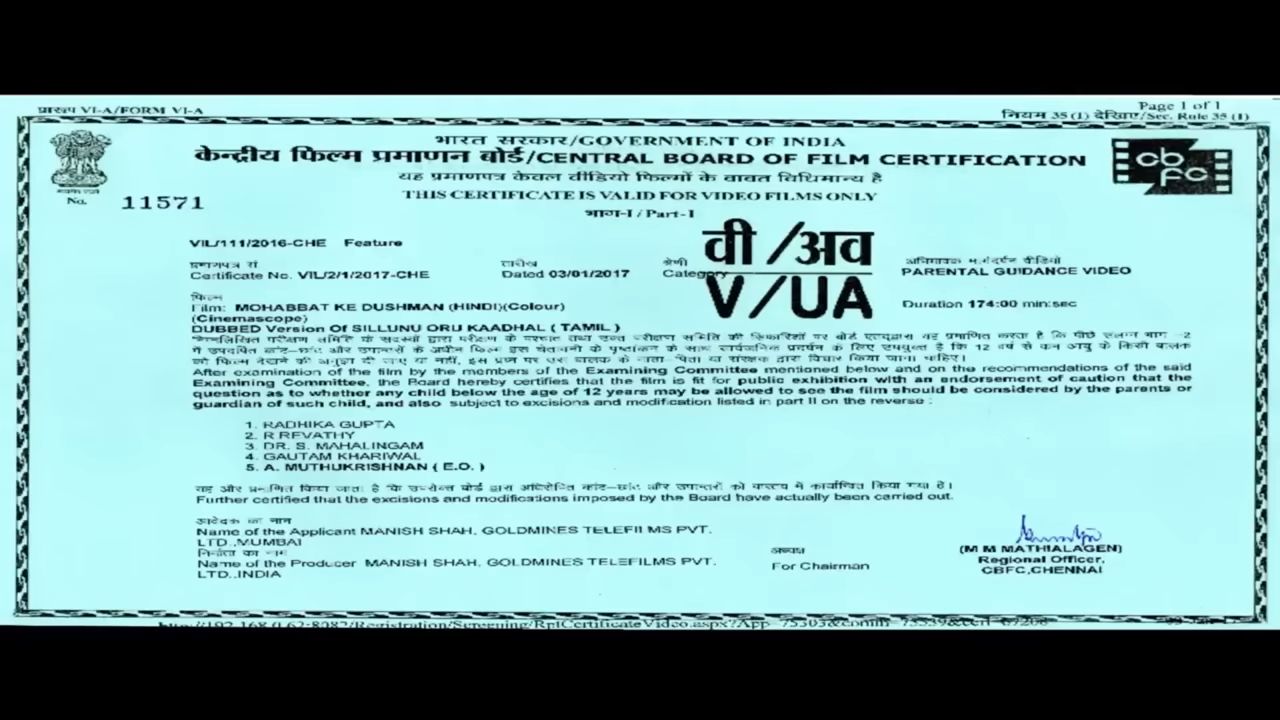 प्रारूप VI-A/FORM VI-A
Page 1 of 1
नियम 35 (1) देखिए/Sec. Rule 35 (1)
भारत सरकार/GOVERNMENT OF INDIA
केन्द्रीय फिल्म प्रमाणन बोर्ड/CENTRAL BOARD OF FILM CERTIFICATION
cbfc
यह प्रमाणपत्र केवल वीडियो फिल्मों के वावत विधिमान्य है
THIS CERTIFICATE IS VALID FOR VIDEO FILMS ONLY
No. 11571
भाग-I / Part-I
VIL/111/2016-CHE Feature
वी/अव
प्रमाणपत्र सं तारीख श्रेणी
Certificate No. VIL/2/1/2017-CHE Dated 03/01/2017 Category V/UA PARENTAL GUIDANCE VIDEO
फिल्म
Film: MOHABBAT KE DUSHMAN (HINDI)(Colour) Duration 174:00 min:sec
(Cinemascope)
DUBBED Version Of SILLUNU ORU KAADHAL ( TAMIL )
After examination of the film by the members of the Examining Committee mentioned below and on the recommendations of the said
Examining Committee, the Board hereby certifies that the film is fit for public exhibition with an endorsement of caution that the
question as to whether any child below the age of 12 years may be allowed to see the film should be considered by the parents or
guardian of such child, and also subject to excisions and modification listed in part II on the reverse :
1. RADHIKA GUPTA
2. R REVATHY
3. DR. S. MAHALINGAM
4. GAUTAM KHARIWAL
5. A. MUTHUKRISHNAN ( E.O. )
Further certified that the excisions and modifications imposed by the Board have actually been carried out.
आवेदक का नाम
Name of the Applicant MANISH SHAH, GOLDMINES TELEFILMS PVT.
LTD.,MUMBAI
निर्माता का नाम
Name of the Producer MANISH SHAH, GOLDMINES TELEFILMS PVT.
LTD.,INDIA
अध्यक्ष
For Chairman
(M M MATHIALAGEN)
Regional Officer,
CBFC,CHENNAI